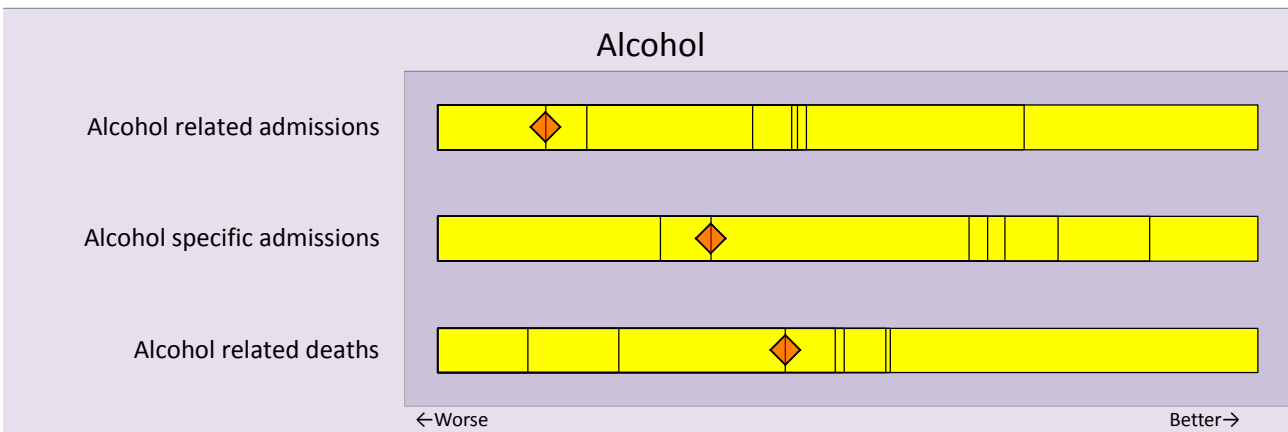 Alcohol
Alcohol related admissions
Alcohol specific admissions
Alcohol related deaths
←Worse
Better→